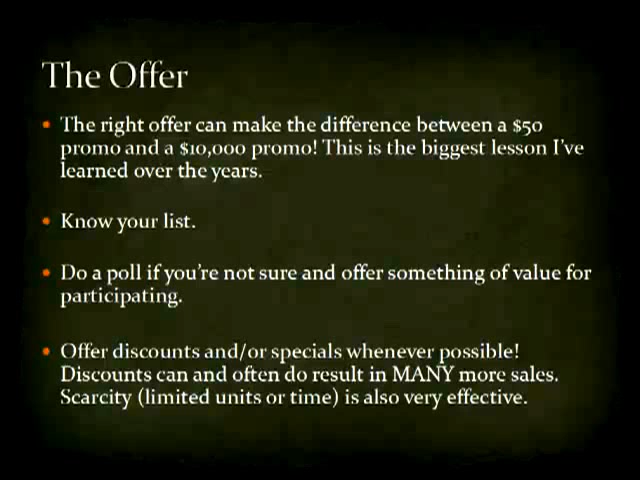 The Offer
• The right offer can make the difference between a $50
promo and a $10,000 promo! This is the biggest lesson I've
learned over the years.
• Know your list.
• Do a poll if you're not sure and offer something of value for
participating.
• Offer discounts and/or specials whenever possible!
Discounts can and often do result in MANY more sales.
Scarcity (limited units or time) is also very effective.